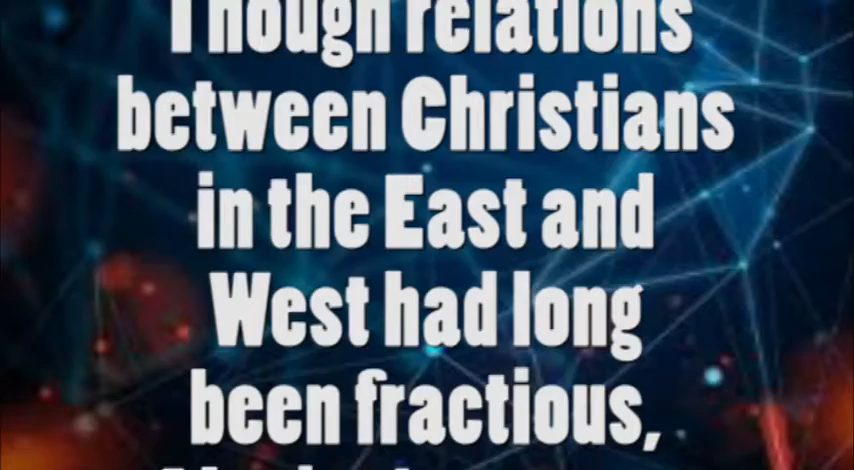 Though relations
between Christians
in the East and
West had long
been fractious,